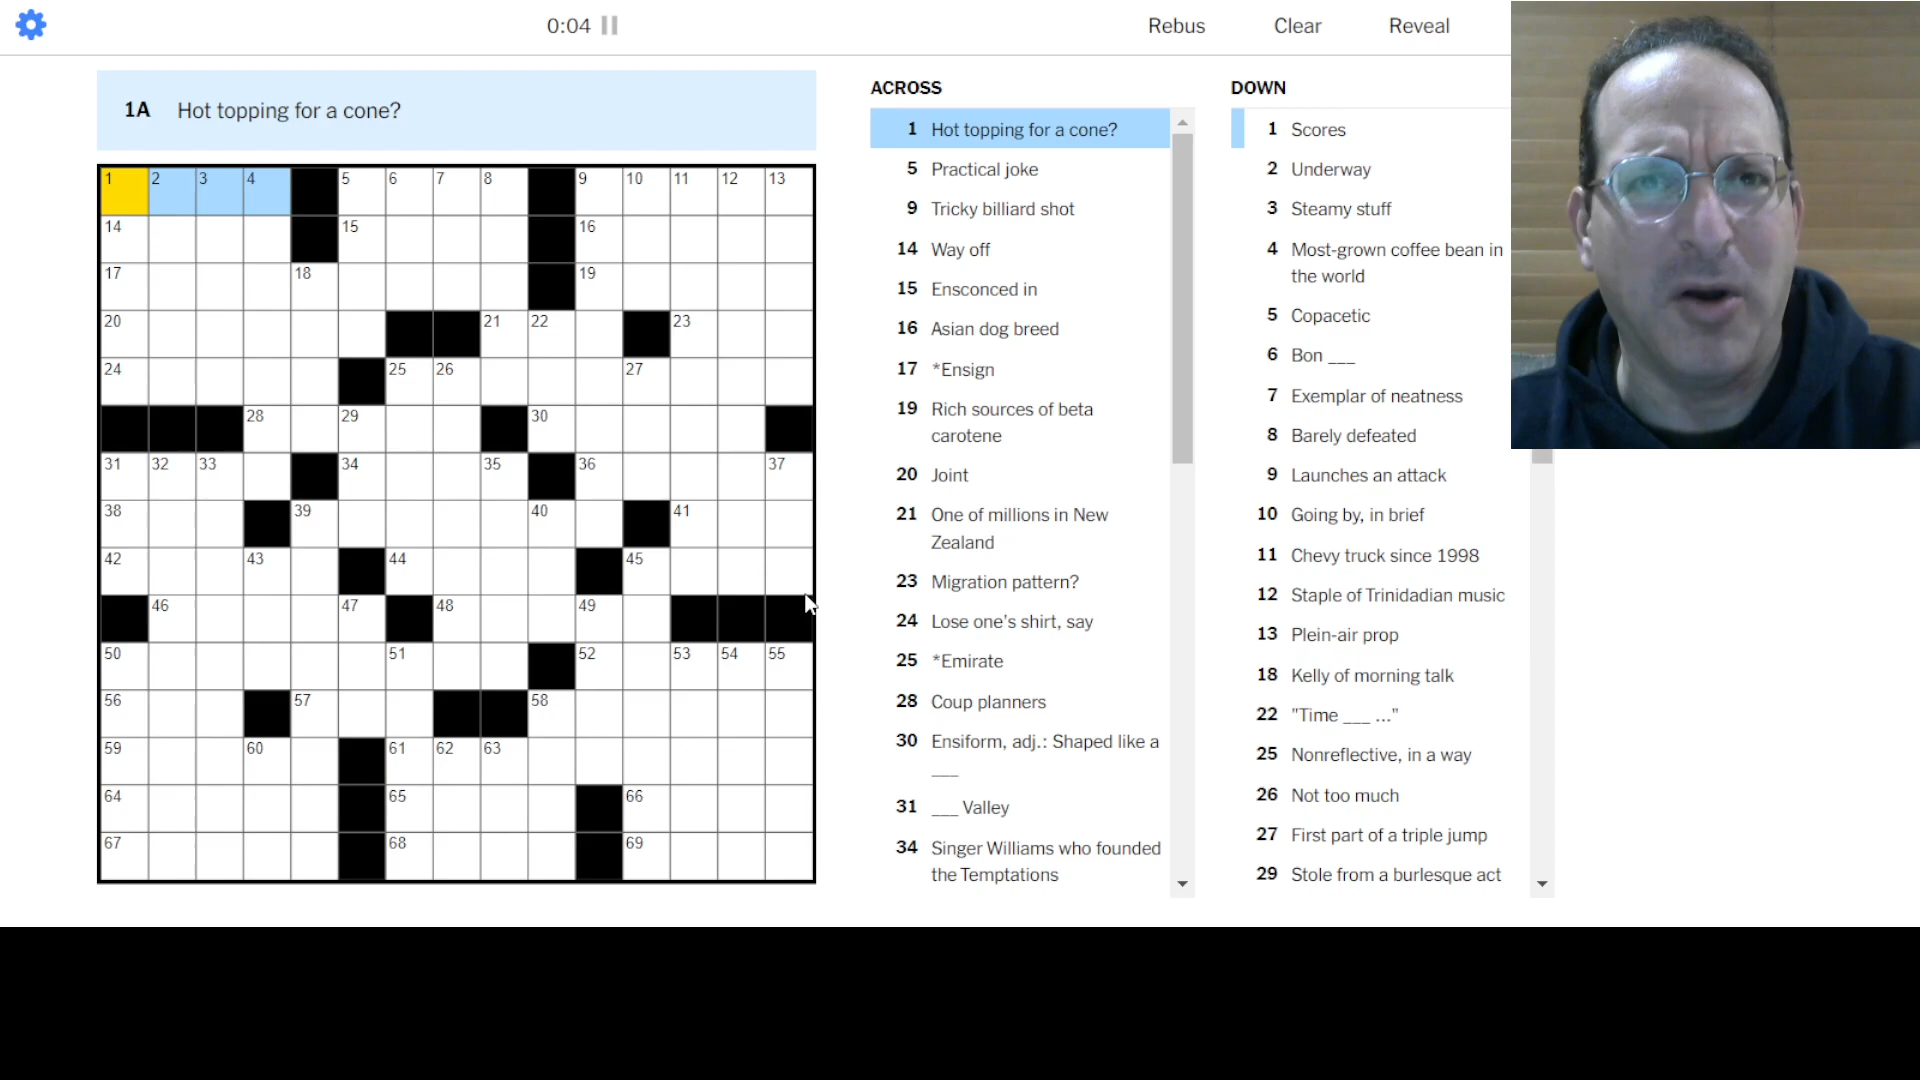 0:04
Rebus Clear Reveal
1A Hot topping for a cone?
1 2 3 4 5 6 7 8 9 10 11 12 13
14 15 16
17 18 19
20 21 22 23
24 25 26 27
28 29 30
31 32 33 34 35 36 37
38 39 40 41
42 43 44 45
46 47 48 49
50 51 52 53 54 55
56 57 58
59 60 61 62 63
64 65 66
67 68 69
ACROSS
1 Hot topping for a cone?
5 Practical joke
9 Tricky billiard shot
14 Way off
15 Ensconced in
16 Asian dog breed
17 *Ensign
19 Rich sources of beta
carotene
20 Joint
21 One of millions in New
Zealand
23 Migration pattern?
24 Lose one's shirt, say
25 *Emirate
28 Coup planners
30 Ensiform, adj.: Shaped like a
___
31 ___ Valley
34 Singer Williams who founded
the Temptations
DOWN
1 Scores
2 Underway
3 Steamy stuff
4 Most-grown coffee bean in
the world
5 Copacetic
6 Bon ___
7 Exemplar of neatness
8 Barely defeated
9 Launches an attack
10 Going by, in brief
11 Chevy truck since 1998
12 Staple of Trinidadian music
13 Plein-air prop
18 Kelly of morning talk
22 "Time ___ ..."
25 Nonreflective, in a way
26 Not too much
27 First part of a triple jump
29 Stole from a burlesque act